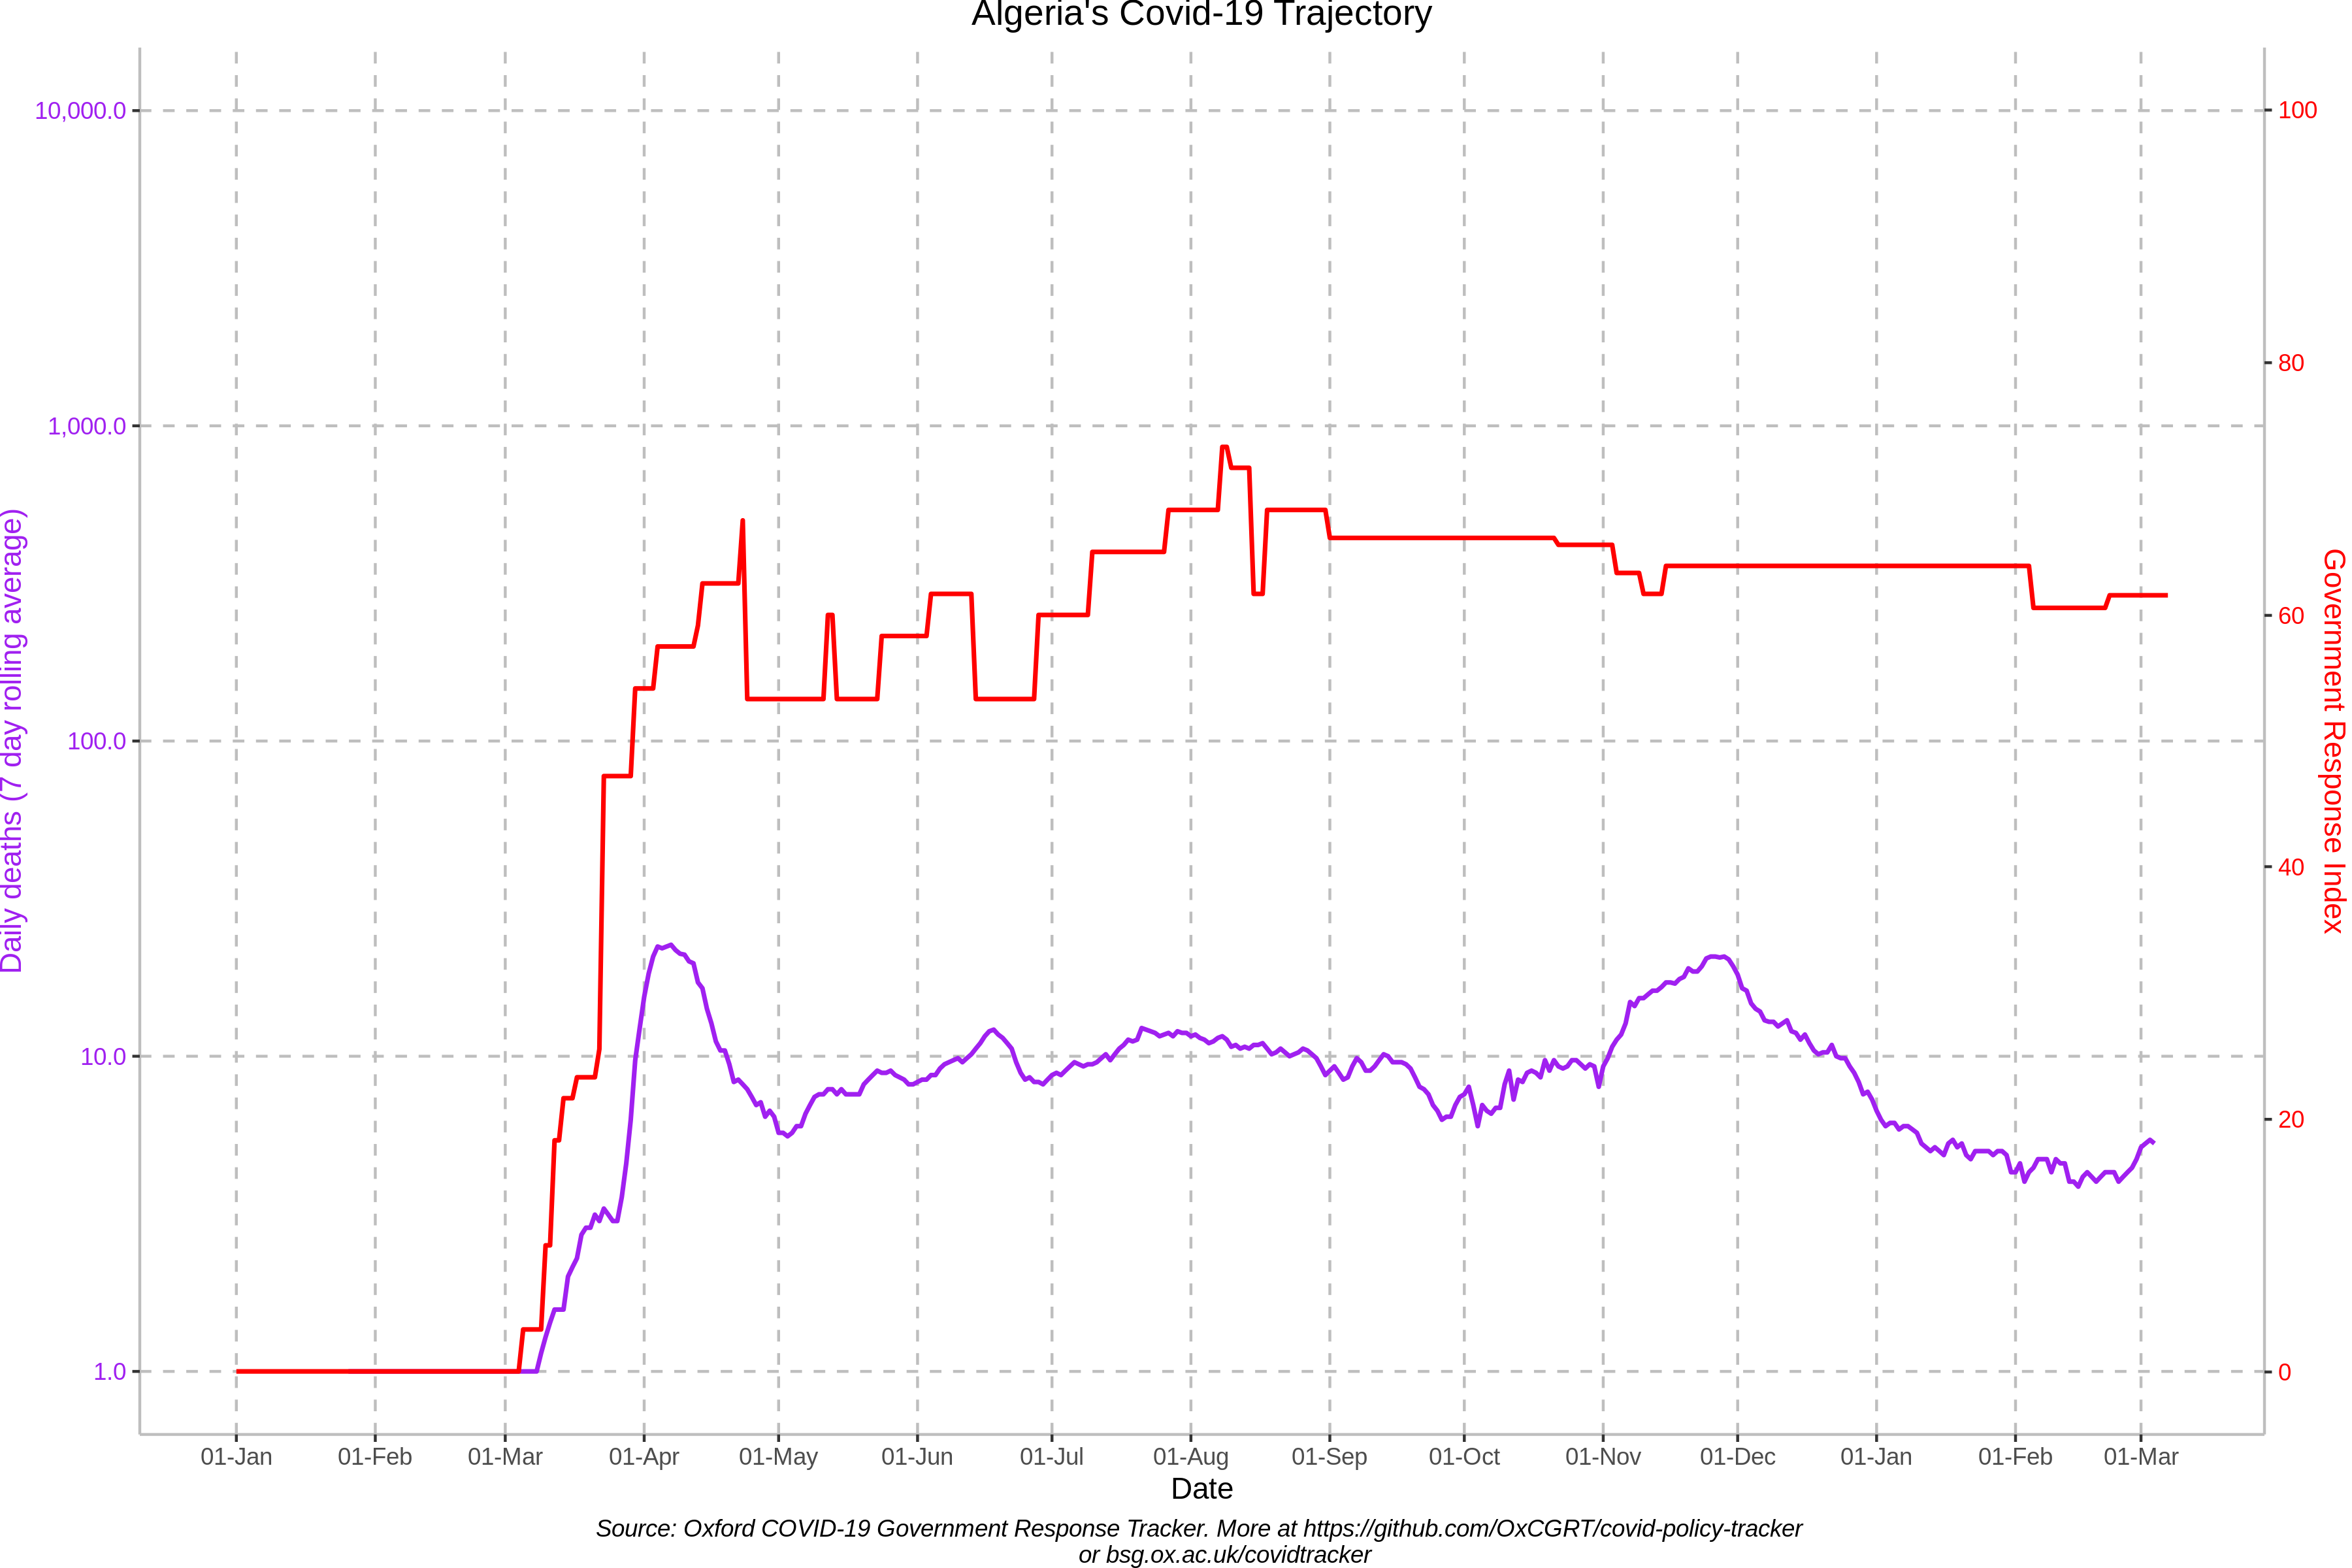 Algeria's Covid-19 Trajectory
10,000.0
1,000.0
100.0
10.0
1.0
Daily deaths (7 day rolling average)
100
80
60
40
20
0
Government Response Index
01-Jan 01-Feb 01-Mar 01-Apr 01-May 01-Jun 01-Jul 01-Aug 01-Sep 01-Oct 01-Nov 01-Dec 01-Jan 01-Feb 01-Mar
Date
Source: Oxford COVID-19 Government Response Tracker. More at https://github.com/OxCGRT/covid-policy-tracker
or bsg.ox.ac.uk/covidtracker